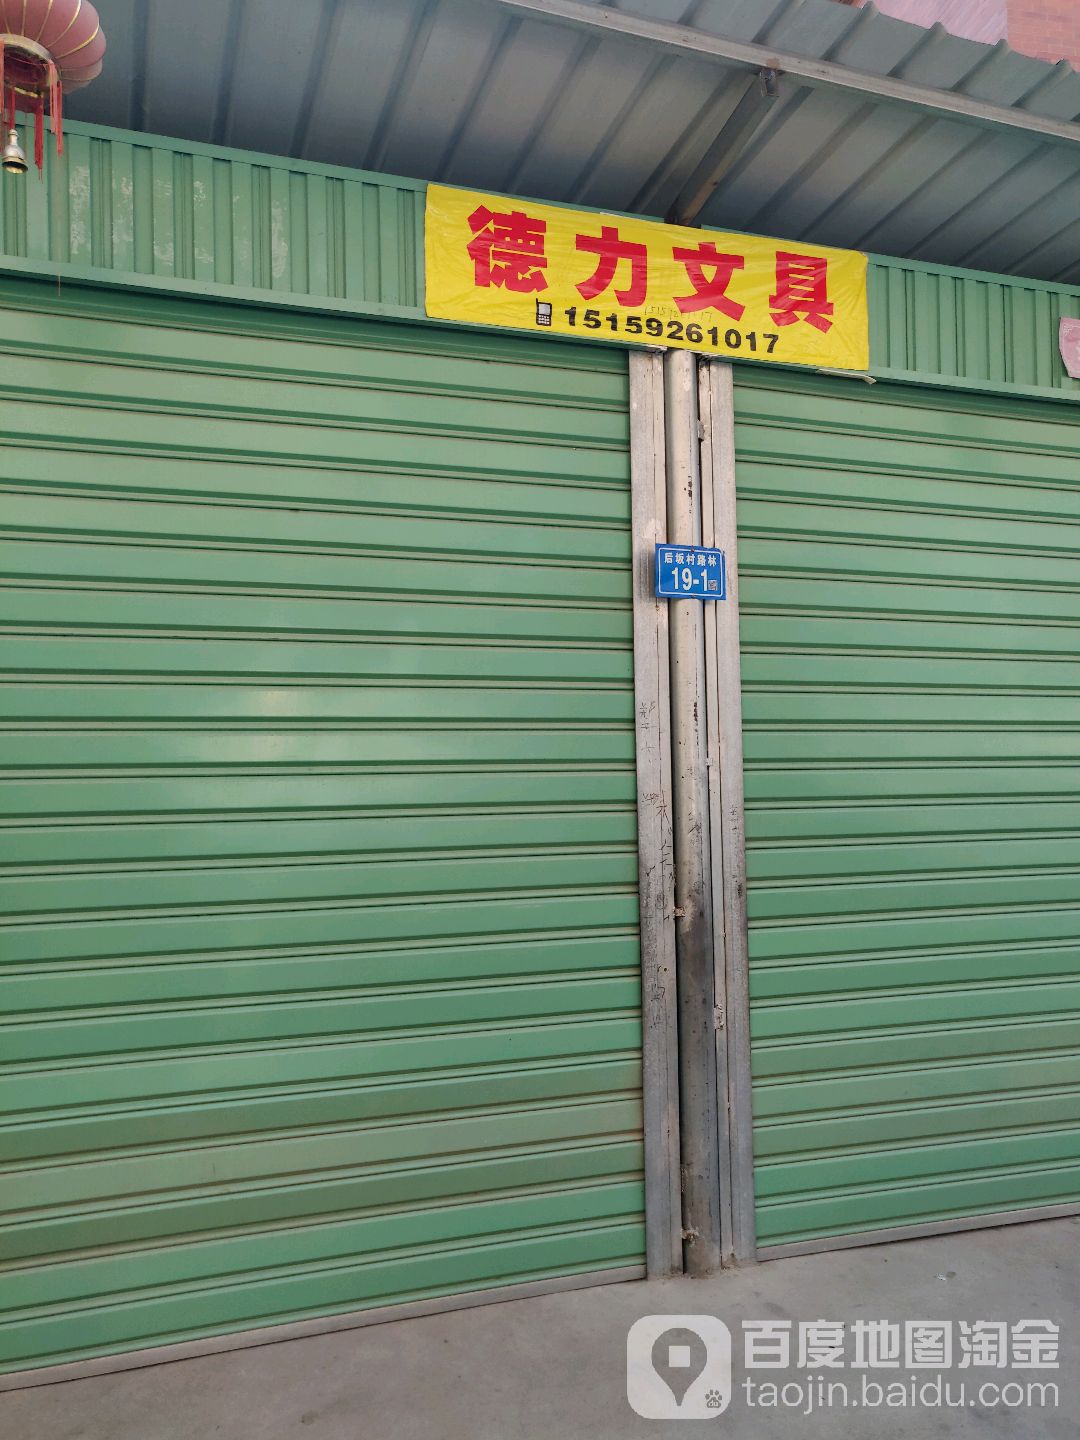 德力文具
15159261017
后坂村路林
19-1
百度地图淘金
taojin.baidu.com